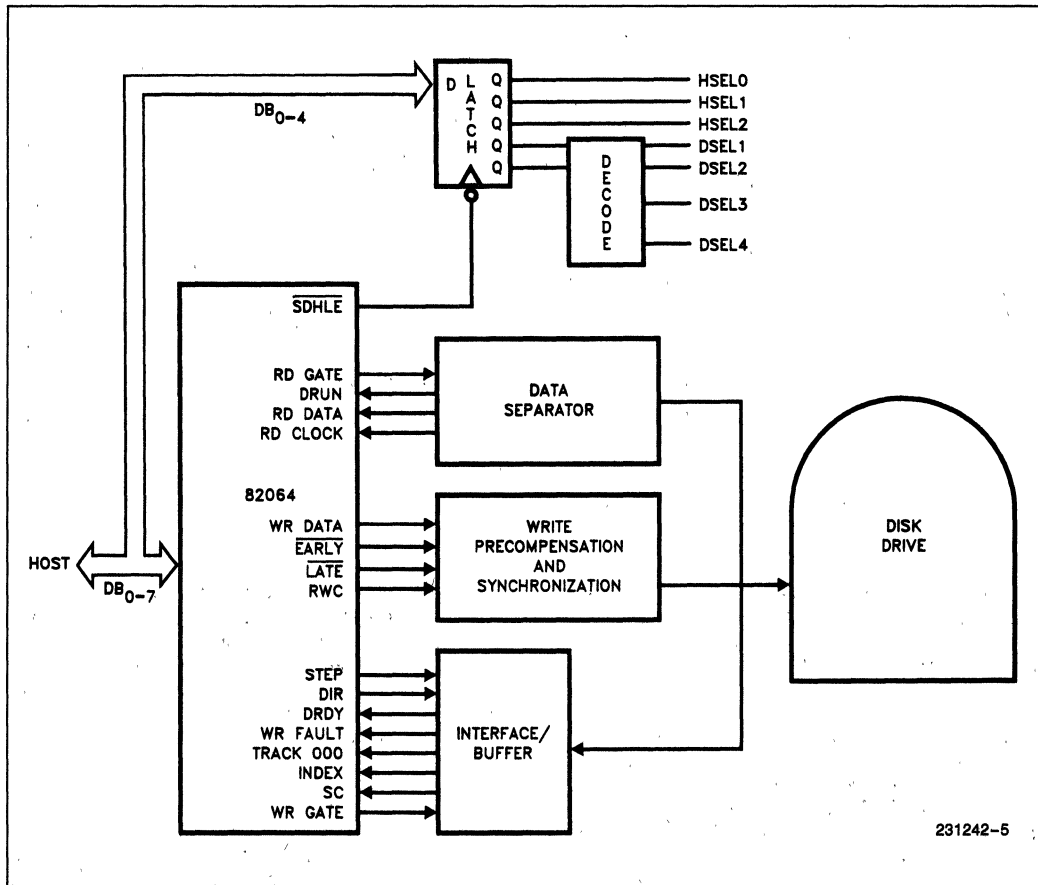 D LATCH Q HSEL0
Q HSEL1
Q HSEL2
Q DSEL1
Q DSEL2
DECODE
DSEL3
DSEL4
DB0-4
SDHLE
RD GATE
DRUN
RD DATA
RD CLOCK
DATA
SEPARATOR
82064
WR DATA
EARLY
LATE
RWC
WRITE
PRECOMPENSATION
AND
SYNCHRONIZATION
DISK
DRIVE
HOST
DB0-7
STEP
DIR
DRDY
WR FAULT
TRACK 000
INDEX
SC
WR GATE
INTERFACE/
BUFFER
231242-5